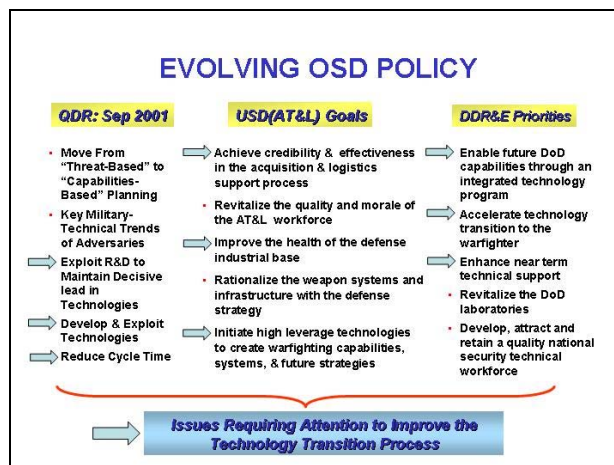 EVOLVING OSD POLICY
QDR: Sep 2001
• Move From
“Threat-Based” to
“Capabilities-
Based” Planning
• Key Military-
Technical Trends
of Adversaries
Exploit R&D to
Maintain Decisive
lead in
Technologies
Develop & Exploit
Technologies
Reduce Cycle Time
USD(AT&L) Goals
Achieve credibility & effectiveness
in the acquisition & logistics
support process
• Revitalize the quality and morale of
the AT&L workforce
Improve the health of the defense
industrial base
• Rationalize the weapon systems and
infrastructure with the defense
strategy
Initiate high leverage technologies
to create warfighting capabilities,
systems, & future strategies
DDR&E Priorities
Enable future DoD
capabilities through an
integrated technology
program
Accelerate technology
transition to the
warfighter
Enhance near term
technical support
• Revitalize the DoD
laboratories
• Develop, attract and
retain a quality national
security technical
workforce
Issues Requiring Attention to Improve the
Technology Transition Process